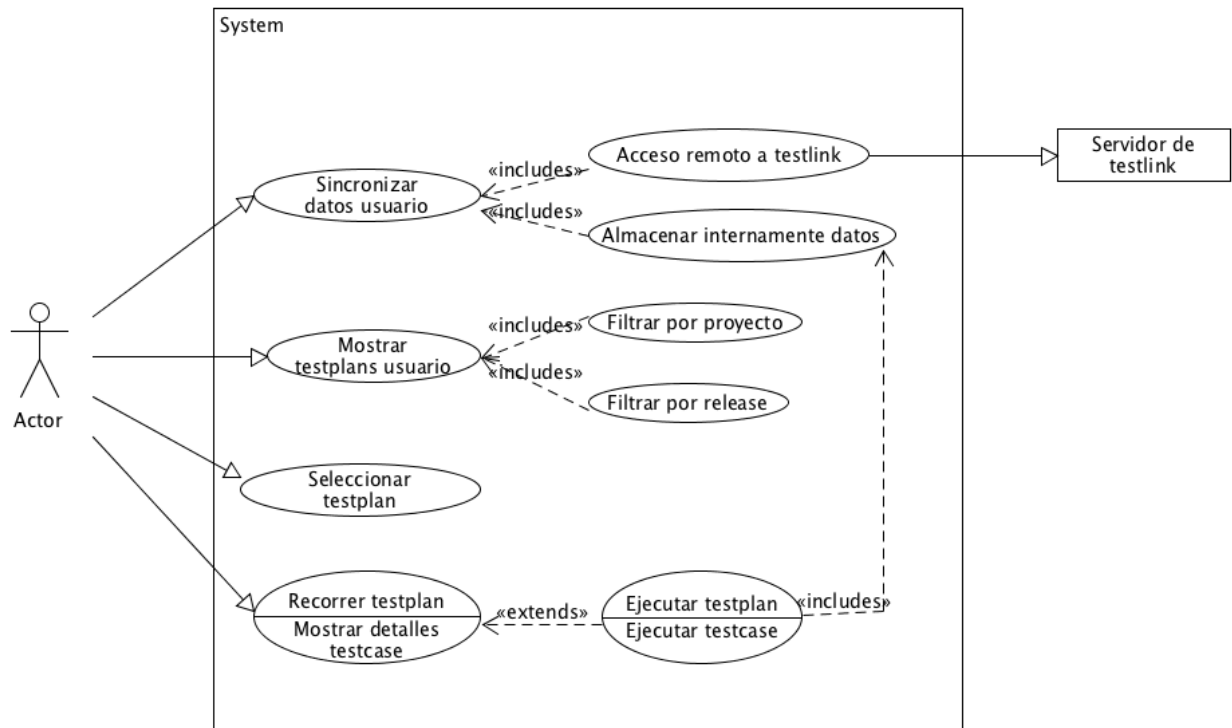 System
Acceso remoto a testlink
Servidor de
testlink
«includes»
Sincronizar
datos usuario
«includes»
Almacenar internamente datos
«includes»
Filtrar por proyecto
Mostrar
testplans usuario
«includes»
Filtrar por release
Actor
Seleccionar
testplan
Recorrer testplan
Mostrar detalles
testcase
«extends»
Ejecutar testplan
Ejecutar testcase
«includes»